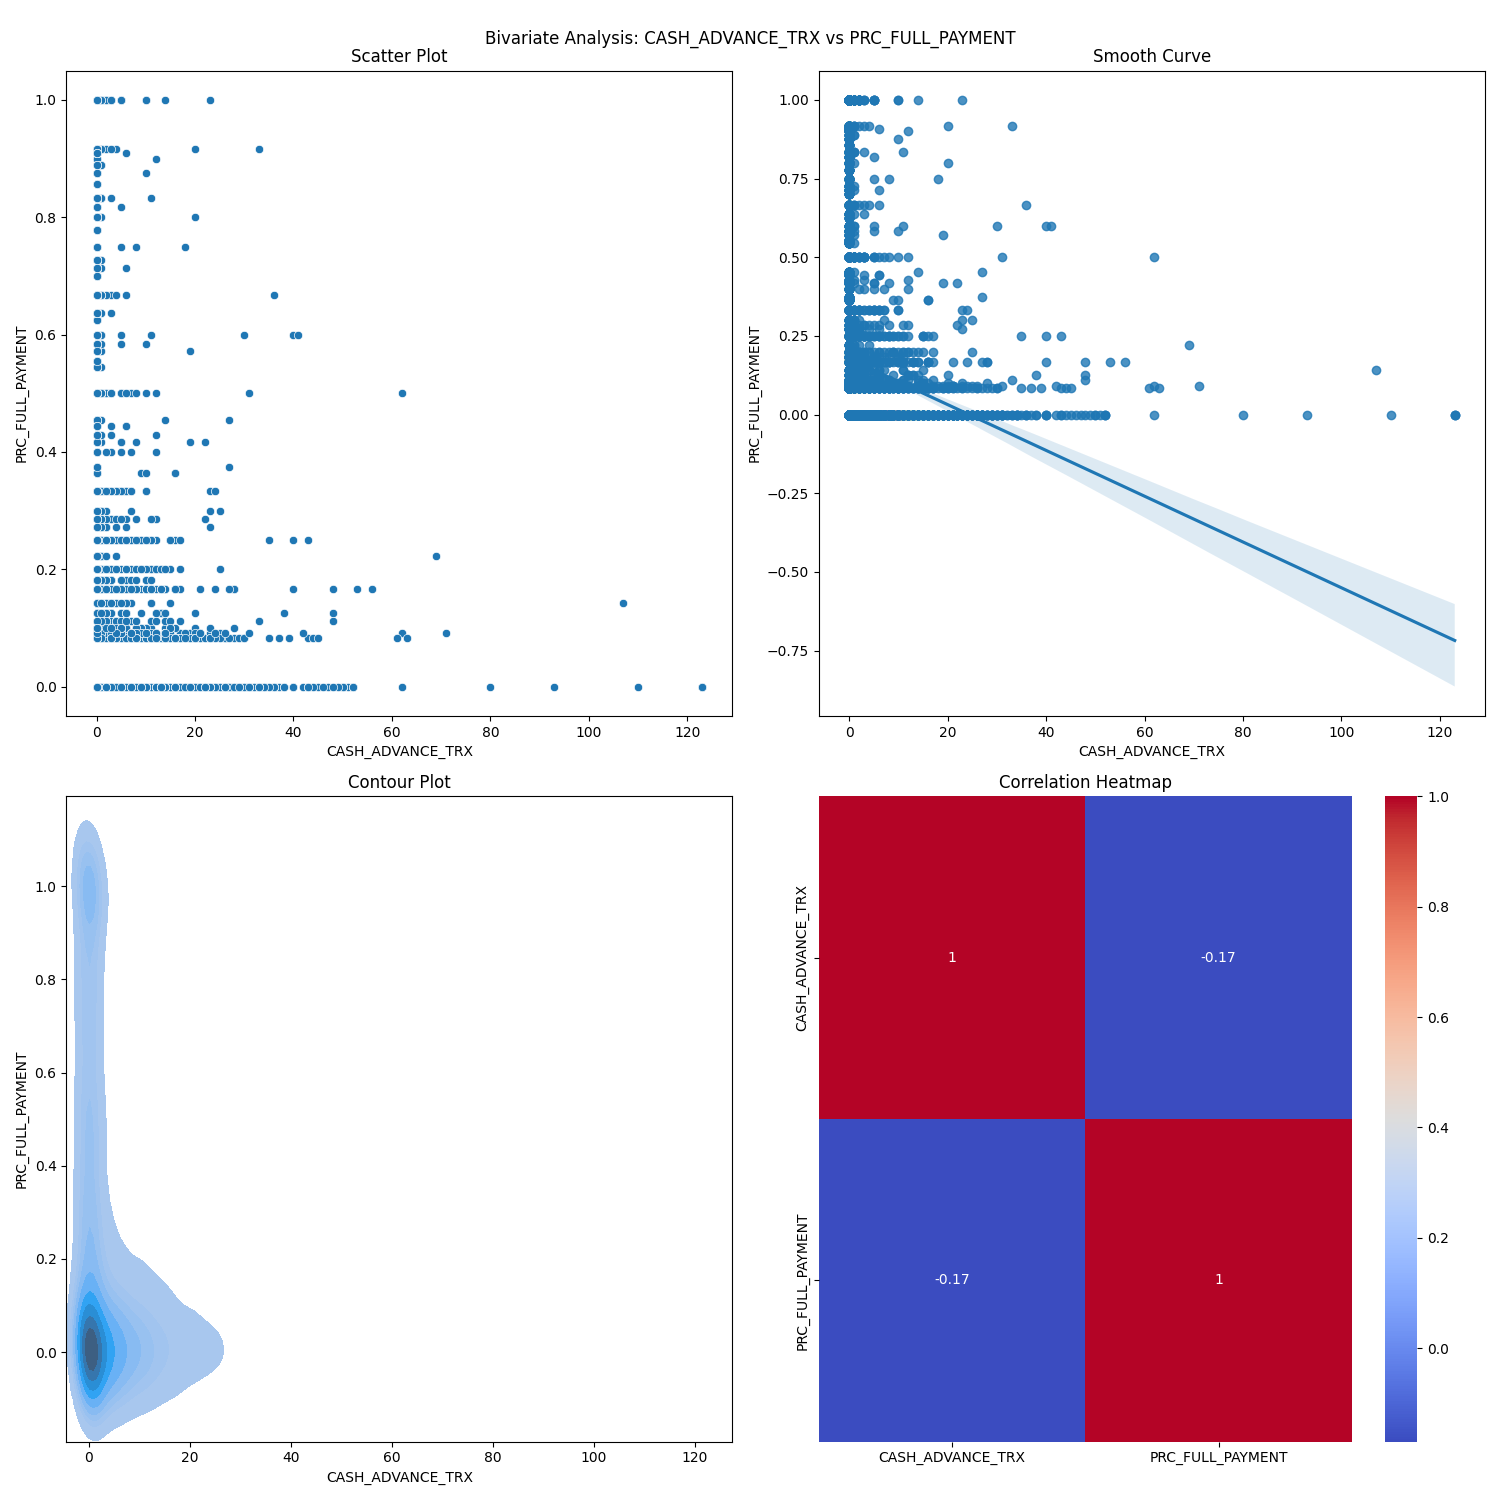 Bivariate Analysis: CASH_ADVANCE_TRX vs PRC_FULL_PAYMENT
Scatter Plot
1.0
0.8
0.6
0.4
0.2
0.0
PRC_FULL_PAYMENT
0 20 40 60 80 100 120
CASH_ADVANCE_TRX
Smooth Curve
1.00
0.75
0.50
0.25
0.00
−0.25
−0.50
−0.75
PRC_FULL_PAYMENT
0 20 40 60 80 100 120
CASH_ADVANCE_TRX
Contour Plot
1.0
0.8
0.6
0.4
0.2
0.0
PRC_FULL_PAYMENT
0 20 40 60 80 100 120
CASH_ADVANCE_TRX
Correlation Heatmap
CASH_ADVANCE_TRX
PRC_FULL_PAYMENT
1 -0.17
-0.17 1
CASH_ADVANCE_TRX PRC_FULL_PAYMENT
1.0
0.8
0.6
0.4
0.2
0.0